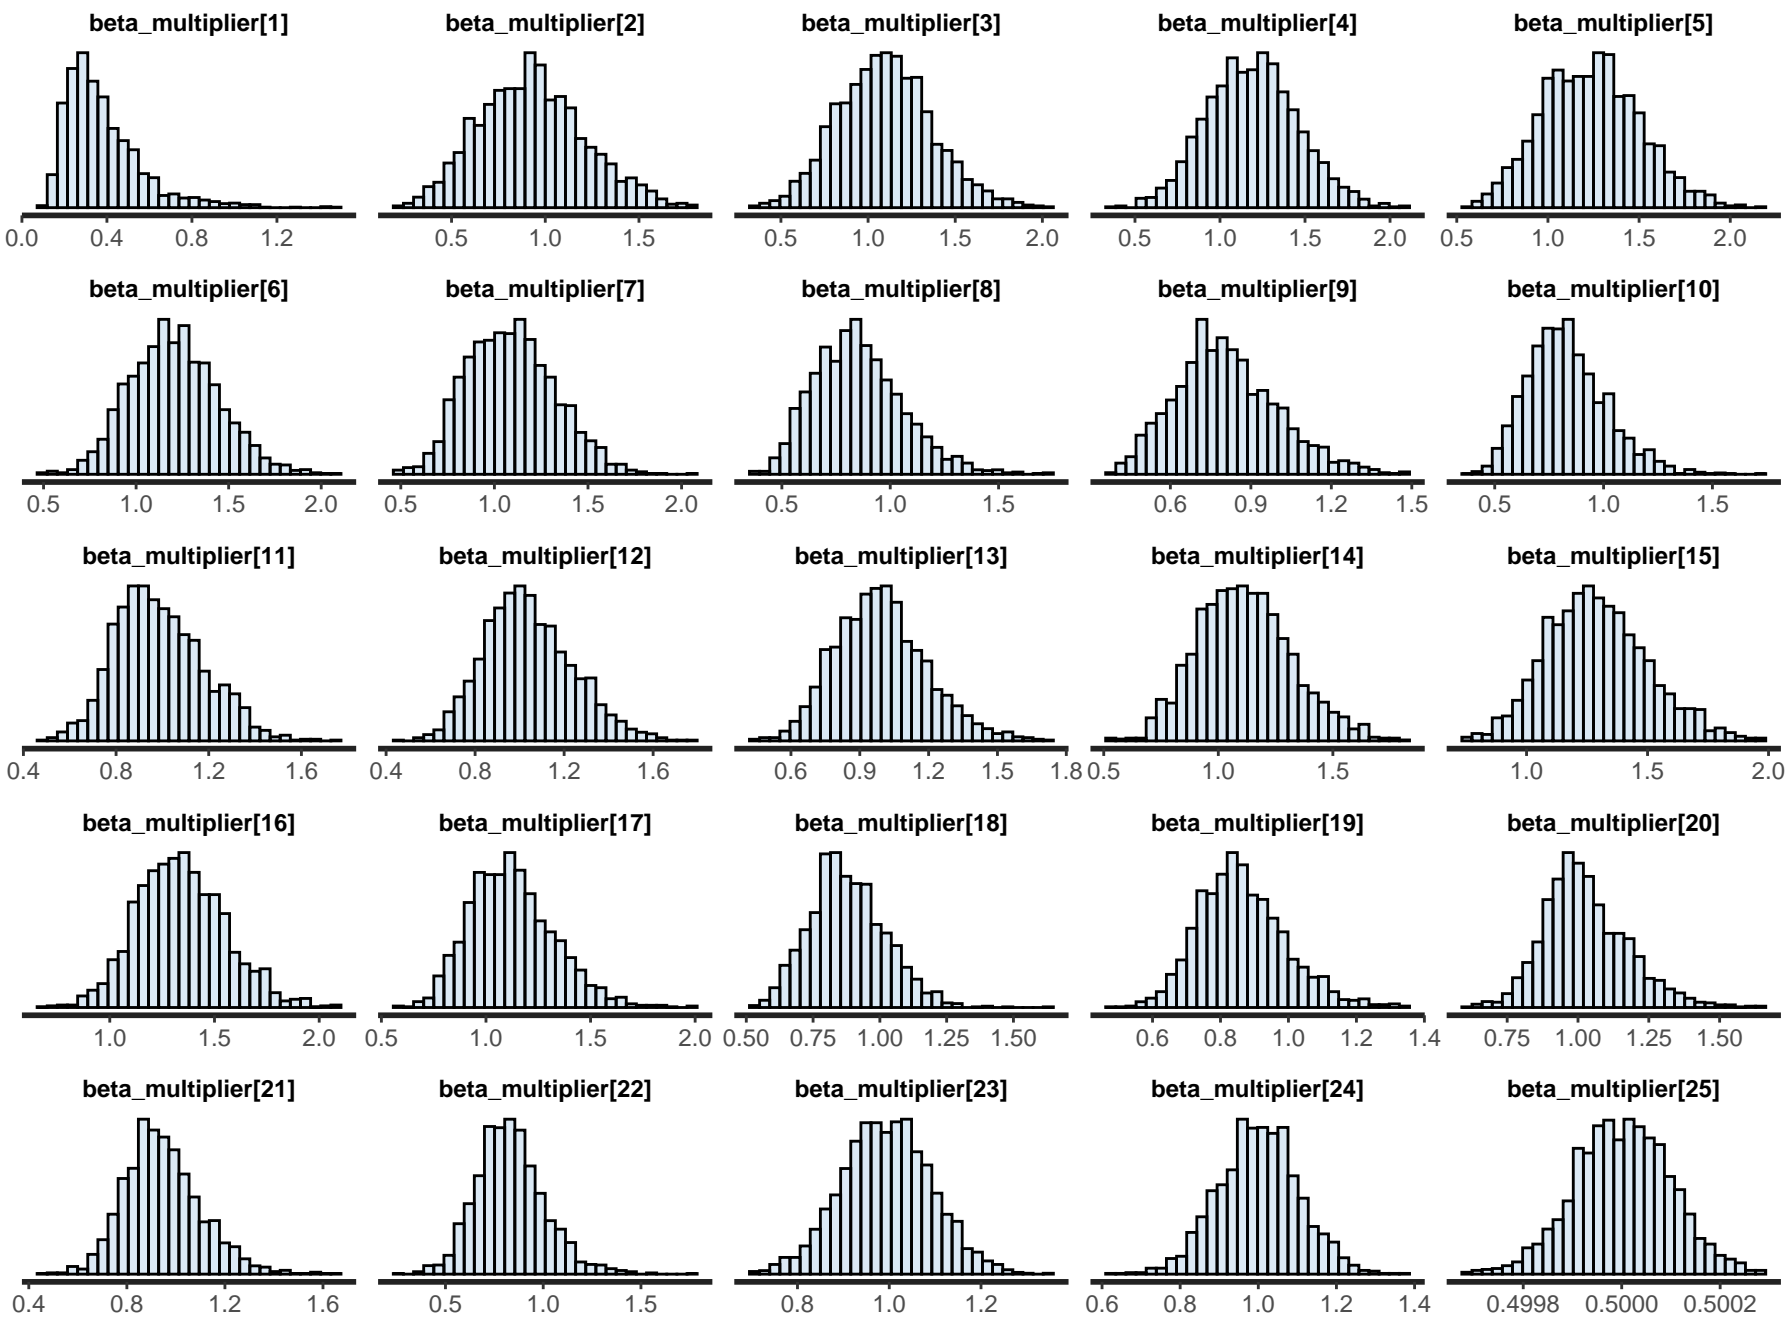 beta_multiplier[1] beta_multiplier[2] beta_multiplier[3] beta_multiplier[4] beta_multiplier[5]
0.0 0.4 0.8 1.2 0.5 1.0 1.5 0.5 1.0 1.5 2.0 0.5 1.0 1.5 2.0 0.5 1.0 1.5 2.0
beta_multiplier[6] beta_multiplier[7] beta_multiplier[8] beta_multiplier[9] beta_multiplier[10]
0.5 1.0 1.5 2.0 0.5 1.0 1.5 2.0 0.5 1.0 1.5 0.6 0.9 1.2 1.5 0.5 1.0 1.5
beta_multiplier[11] beta_multiplier[12] beta_multiplier[13] beta_multiplier[14] beta_multiplier[15]
0.4 0.8 1.2 1.6 0.4 0.8 1.2 1.6 0.6 0.9 1.2 1.5 1.8 0.5 1.0 1.5 1.0 1.5 2.0
beta_multiplier[16] beta_multiplier[17] beta_multiplier[18] beta_multiplier[19] beta_multiplier[20]
1.0 1.5 2.0 0.5 1.0 1.5 2.0 0.50 0.75 1.00 1.25 1.50 0.6 0.8 1.0 1.2 1.4 0.75 1.00 1.25 1.50
beta_multiplier[21] beta_multiplier[22] beta_multiplier[23] beta_multiplier[24] beta_multiplier[25]
0.4 0.8 1.2 1.6 0.5 1.0 1.5 0.8 1.0 1.2 0.6 0.8 1.0 1.2 1.4 0.4998 0.5000 0.5002